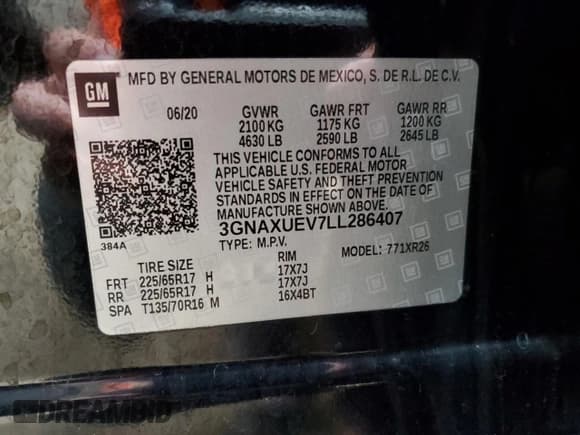 GM
MFD BY GENERAL MOTORS DE MEXICO, S. DE R.L. DE C.V.
06/20 GVWR GAWR FRT GAWR RR
2100 KG 1175 KG 1200 KG
4630 LB 2590 LB 2645 LB
THIS VEHICLE CONFORMS TO ALL
APPLICABLE U.S. FEDERAL MOTOR
VEHICLE SAFETY AND THEFT PREVENTION
STANDARDS IN EFFECT ON THE DATE OF
MANUFACTURE SHOWN ABOVE.
384A 3GNAXUEV7LL286407
TYPE: M.P.V. MODEL: 771XR26
TIRE SIZE RIM
FRT 225/65R17 H 17X7J
RR 225/65R17 H 17X7J
SPA T135/70R16 M 16X4BT
DREAMBID